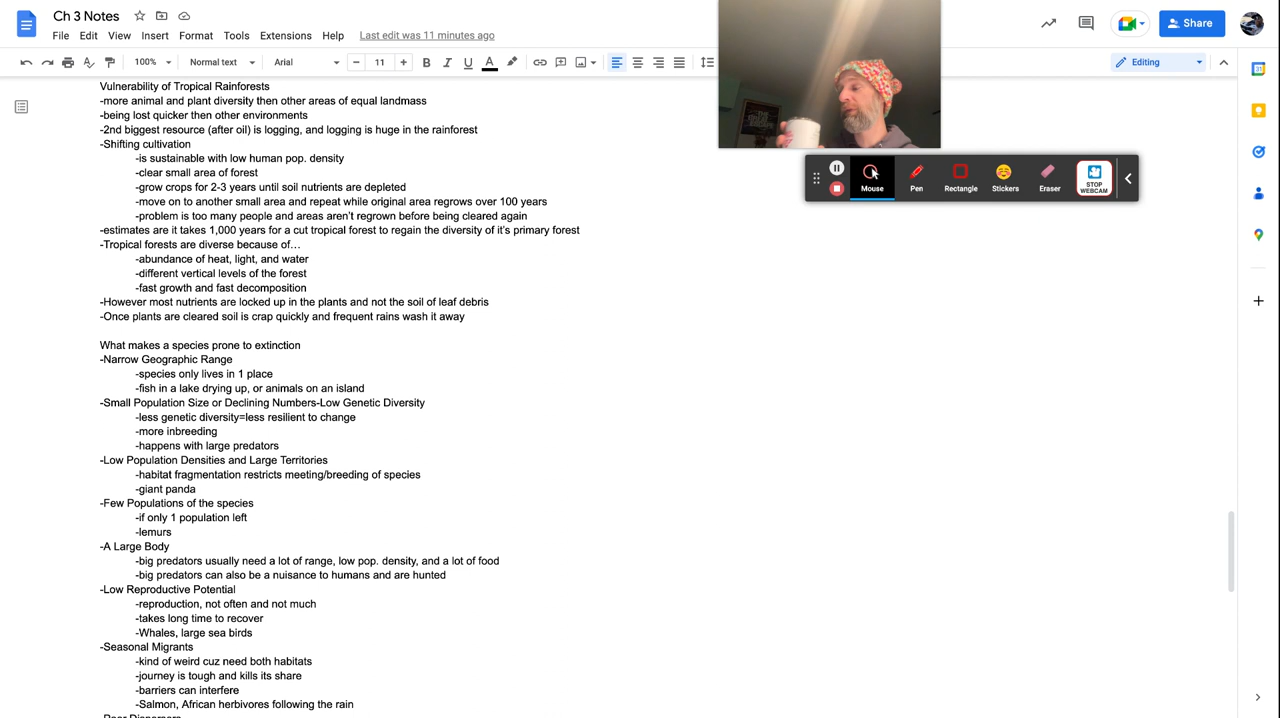 Ch 3 Notes
File Edit View Insert Format Tools Extensions Help Last edit was 11 minutes ago
Share
100% Normal text Arial 11 B I U A Editing
Mouse Pen Rectangle Stickers Eraser STOP WEBCAM
Vulnerability of Tropical Rainforests
-more animal and plant diversity then other areas of equal landmass
-being lost quicker then other environments
-2nd biggest resource (after oil) is logging, and logging is huge in the rainforest
-Shifting cultivation
-is sustainable with low human pop. density
-clear small area of forest
-grow crops for 2-3 years until soil nutrients are depleted
-move on to another small area and repeat while original area regrows over 100 years
-problem is too many people and areas aren't regrown before being cleared again
-estimates are it takes 1,000 years for a cut tropical forest to regain the diversity of it's primary forest
-Tropical forests are diverse because of…
-abundance of heat, light, and water
-different vertical levels of the forest
-fast growth and fast decomposition
-However most nutrients are locked up in the plants and not the soil of leaf debris
-Once plants are cleared soil is crap quickly and frequent rains wash it away
What makes a species prone to extinction
-Narrow Geographic Range
-species only lives in 1 place
-fish in a lake drying up, or animals on an island
-Small Population Size or Declining Numbers-Low Genetic Diversity
-less genetic diversity=less resilient to change
-more inbreeding
-happens with large predators
-Low Population Densities and Large Territories
-habitat fragmentation restricts meeting/breeding of species
-giant panda
-Few Populations of the species
-if only 1 population left
-lemurs
-A Large Body
-big predators usually need a lot of range, low pop. density, and a lot of food
-big predators can also be a nuisance to humans and are hunted
-Low Reproductive Potential
-reproduction, not often and not much
-takes long time to recover
-Whales, large sea birds
-Seasonal Migrants
-kind of weird cuz need both habitats
-journey is tough and kills its share
-barriers can interfere
-Salmon, African herbivores following the rain
-Poor Dispersers